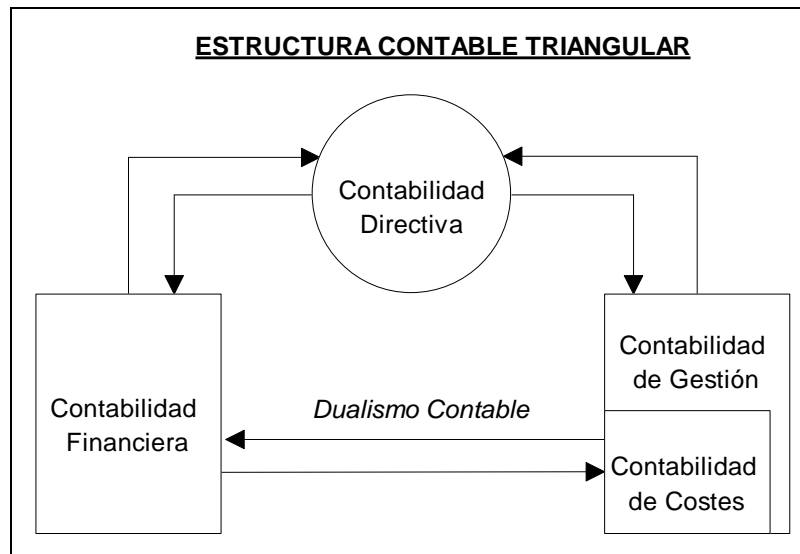 ESTRUCTURA CONTABLE TRIANGULAR
Contabilidad
Directiva
Contabilidad
Financiera
Dualismo Contable
Contabilidad
de Gestión
Contabilidad
de Costes